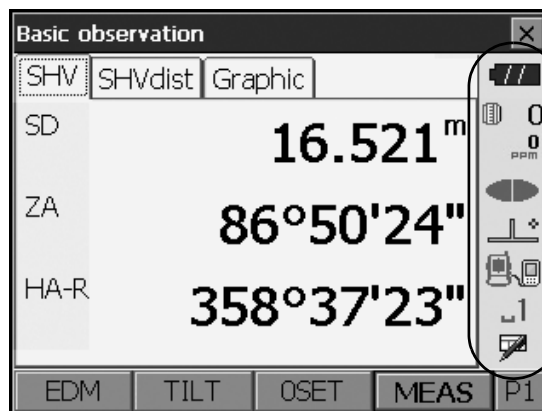 Basic observation
SHV SHVdist Graphic
SD 16.521 m
ZA 86°50'24"
HA-R 358°37'23"
0
0
PPM
1
EDM TILT 0SET MEAS P1